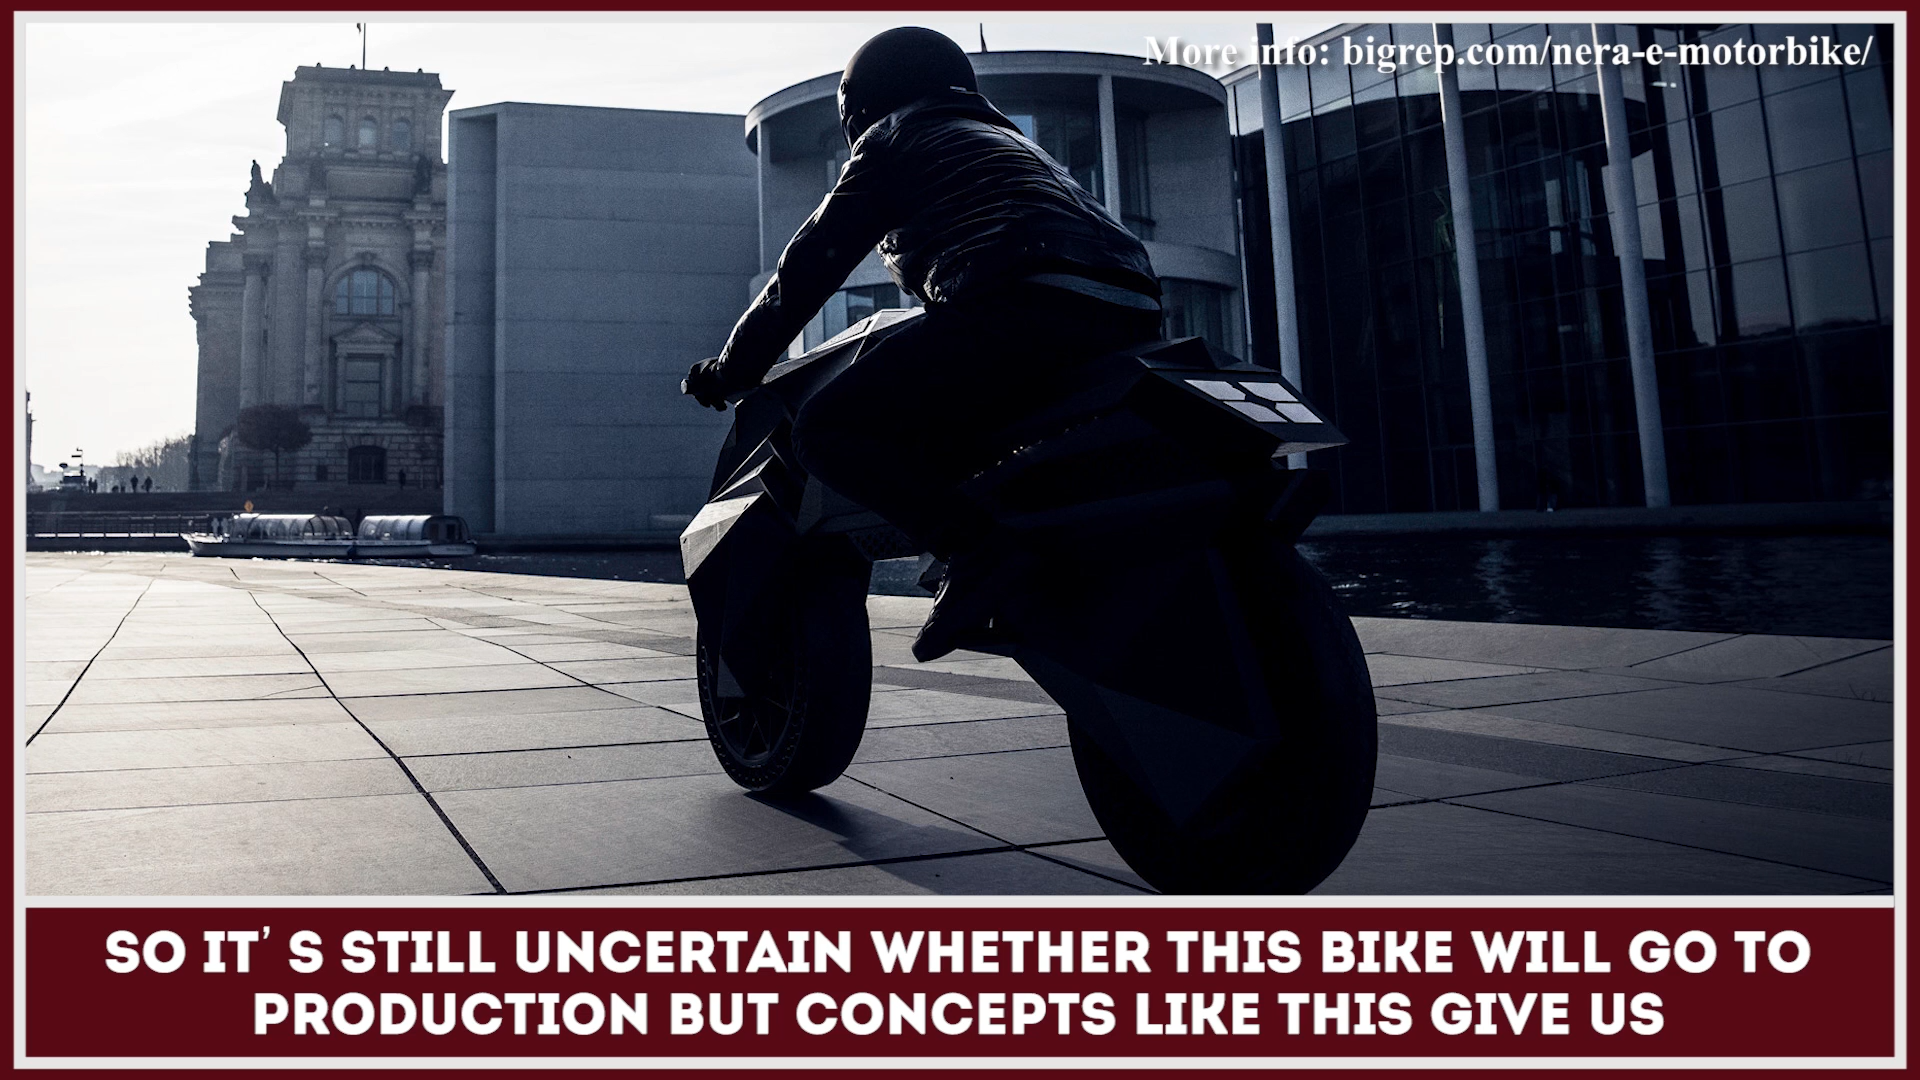 More info: bigrep.com/nera-e-motorbike/
SO IT' S STILL UNCERTAIN WHETHER THIS BIKE WILL GO TO
PRODUCTION BUT CONCEPTS LIKE THIS GIVE US